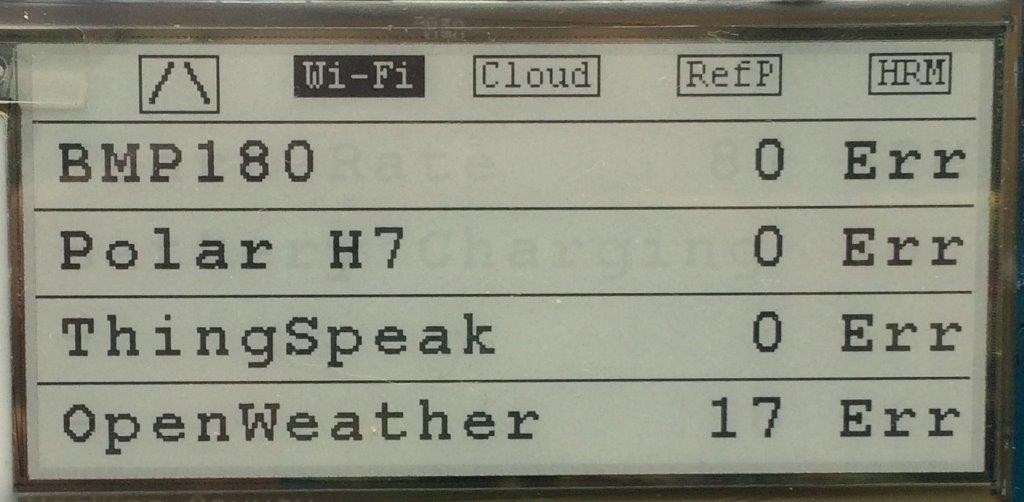 /\ Wi-Fi Cloud RefP HRM
BMP180 0 Err
Polar H7 0 Err
ThingSpeak 0 Err
OpenWeather 17 Err